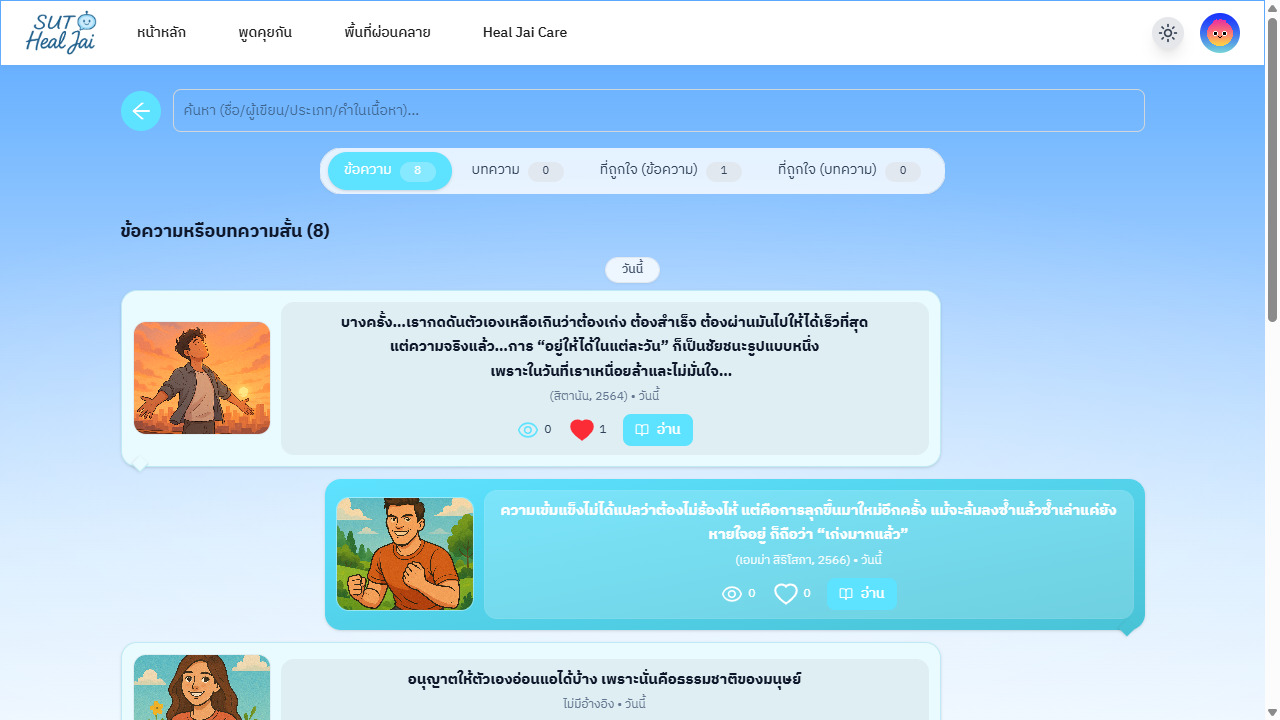 SUT
Heal Jai
หน้าหลัก
พูดคุยกัน
พื้นที่ผ่อนคลาย
Heal Jai Care
ค้นหา (ชื่อ/ผู้เขียน/ประเภท/คำในเนื้อหา)...
ข้อความ 8
บทความ 0
ที่ถูกใจ (ข้อความ) 1
ที่ถูกใจ (บทความ) 0
ข้อความหรือบทความสั้น (8)
วันนี้
บางครั้ง...เรากดดันตัวเองเหลือเกินว่าต้องเก่ง ต้องสำเร็จ ต้องผ่านมันไปให้ได้เร็วที่สุด
แต่ความจริงแล้ว...การ “อยู่ให้ได้ในแต่ละวัน” ก็เป็นชัยชนะรูปแบบหนึ่ง
เพราะในวันที่เราเหนื่อยล้าและไม่มั่นใจ...
(สิตานัน, 2564) • วันนี้
0 1 อ่าน
ความเข้มแข็งไม่ได้แปลว่าต้องไม่ร้องไห้ แต่คือการลุกขึ้นมาใหม่อีกครั้ง แม้จะล้มลงซ้ำแล้วซ้ำเล่าแค่ยัง
หายใจอยู่ ก็ถือว่า “เก่งมากแล้ว”
(เอมม่า สิริโสภา, 2566) • วันนี้
0 0 อ่าน
อนุญาตให้ตัวเองอ่อนแอได้บ้าง เพราะนั่นคือธรรมชาติของมนุษย์
ไม่มีอ้างอิง • วันนี้